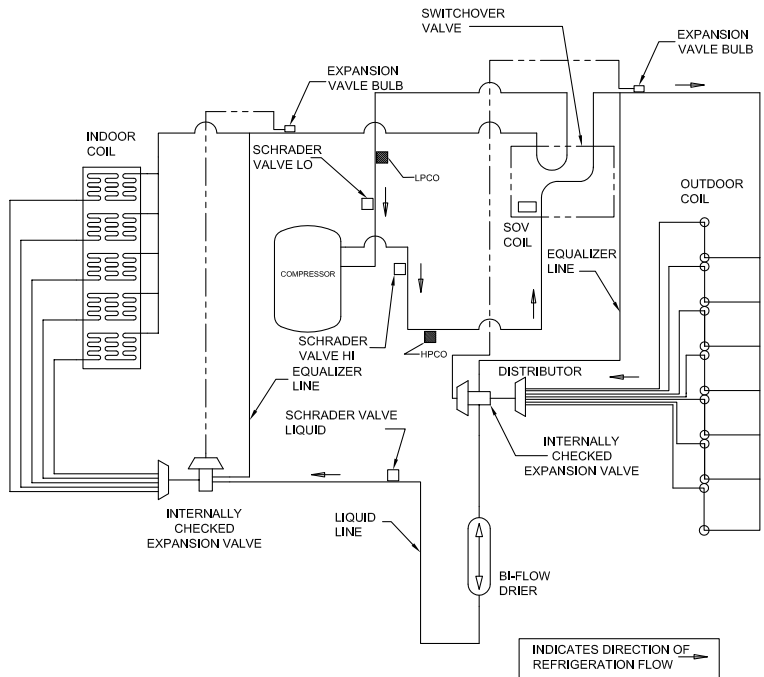 SWITCHOVER
VALVE
EXPANSION
VAVLE BULB
EXPANSION
VAVLE BULB
INDOOR
COIL
SCHRADER
VALVE LO
LPCO
OUTDOOR
COIL
SOV
COIL
EQUALIZER
LINE
COMPRESSOR
SCHRADER
VALVE HI
HPCO
EQUALIZER
LINE
DISTRIBUTOR
SCHRADER VALVE
LIQUID
INTERNALLY
CHECKED
EXPANSION VALVE
INTERNALLY
CHECKED
EXPANSION VALVE
LIQUID
LINE
BI-FLOW
DRIER
INDICATES DIRECTION OF
REFRIGERATION FLOW